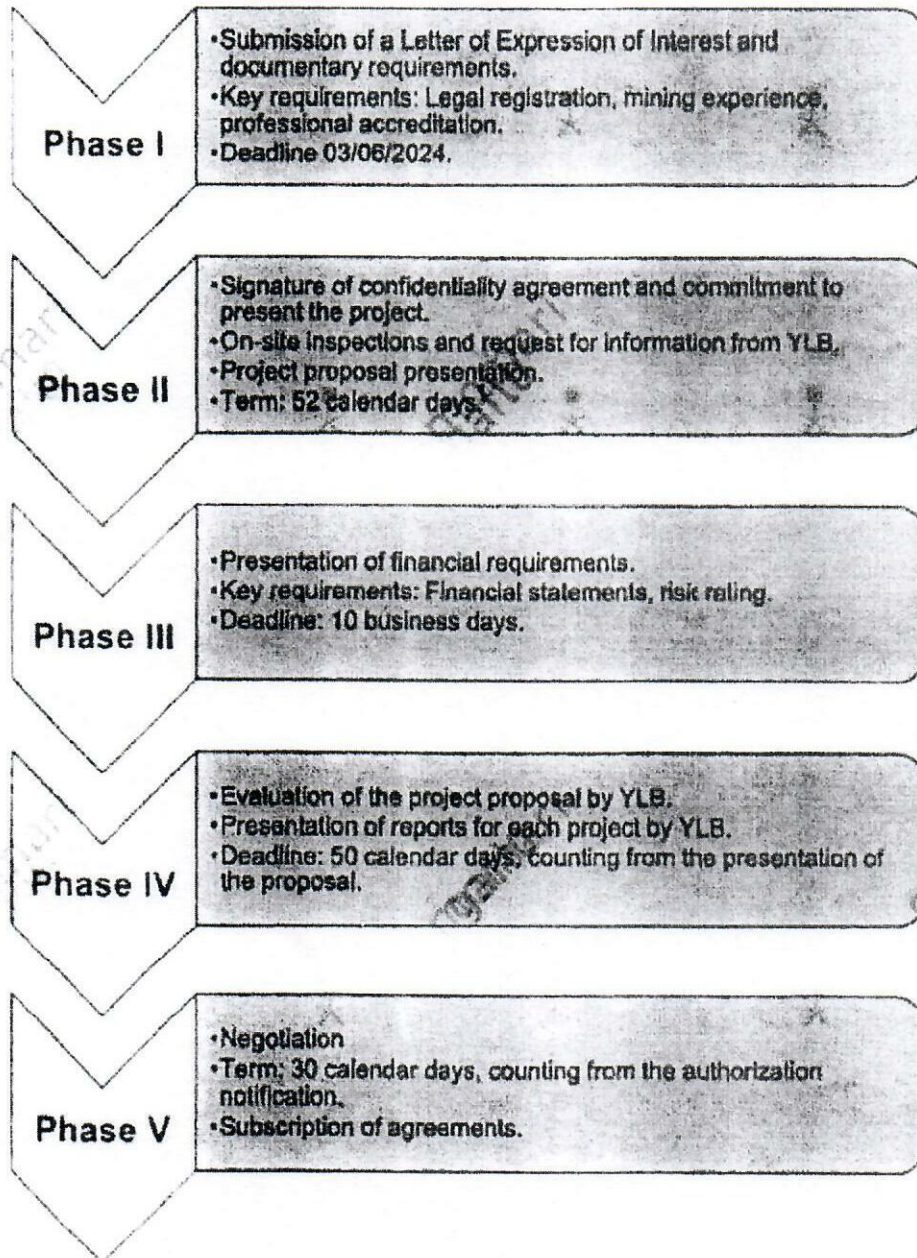 •Submission of a Letter of Expression of Interest and
documentary requirements.
•Key requirements: Legal registration, mining experience,
professional accreditation.
•Deadline 03/06/2024.
Phase I
•Signature of confidentiality agreement and commitment to
present the project.
•On-site inspections and request for information from YLB.
•Project proposal presentation.
•Term: 52 calendar days.
Phase II
•Presentation of financial requirements.
•Key requirements: Financial statements, risk rating.
•Deadline: 10 business days.
Phase III
•Evaluation of the project proposal by YLB.
•Presentation of reports for each project by YLB.
•Deadline: 50 calendar days, counting from the presentation of
the proposal.
Phase IV
•Negotiation
•Term: 30 calendar days, counting from the authorization
notification.
•Subscription of agreements.
Phase V